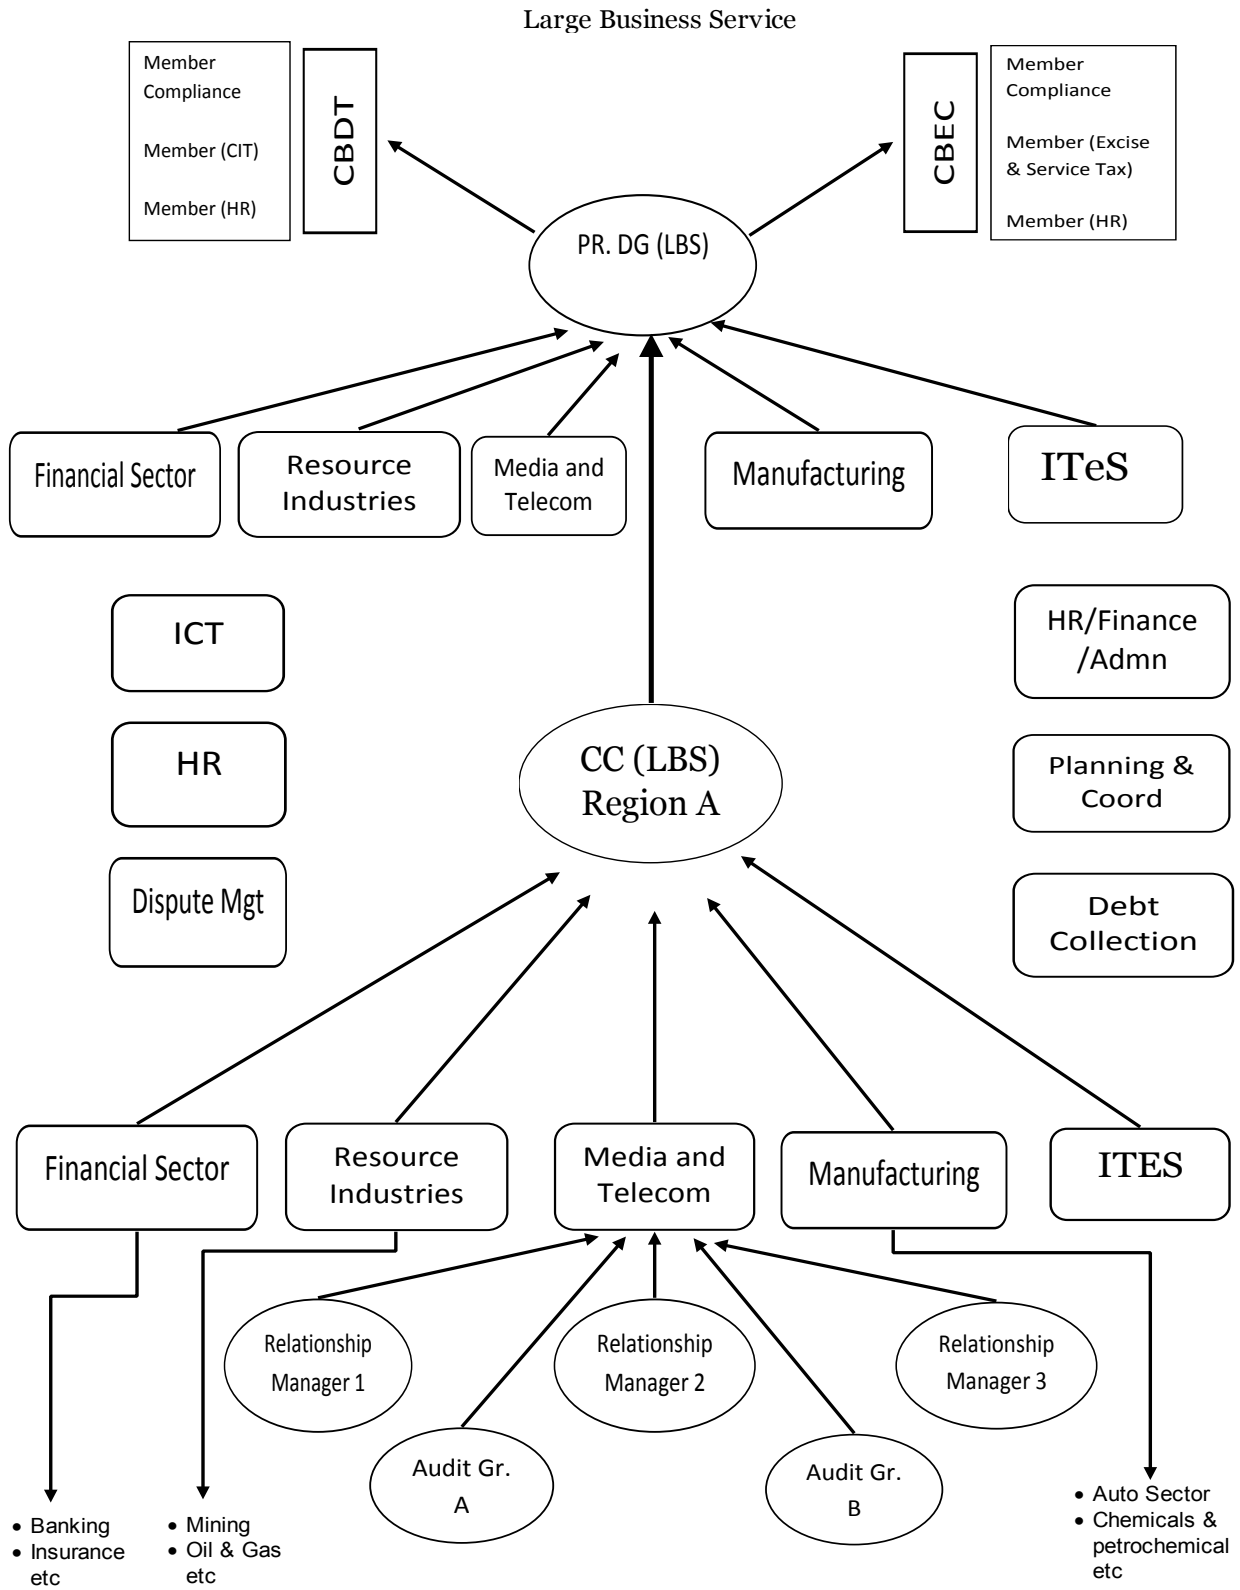 Large Business Service
Member
Compliance
Member (CIT)
Member (HR)
CBDT
CBEC
Member
Compliance
Member (Excise
& Service Tax)
Member (HR)
PR. DG (LBS)
Financial Sector
Resource
Industries
Media and
Telecom
Manufacturing
ITeS
ICT
HR
Dispute Mgt
HR/Finance
/Admn
Planning &
Coord
Debt
Collection
CC (LBS)
Region A
Financial Sector
Resource
Industries
Media and
Telecom
Manufacturing
ITES
Relationship
Manager 1
Relationship
Manager 2
Relationship
Manager 3
Audit Gr.
A
Audit Gr.
B
• Banking
• Insurance
etc
• Mining
• Oil & Gas
etc
• Auto Sector
• Chemicals &
petrochemical
etc